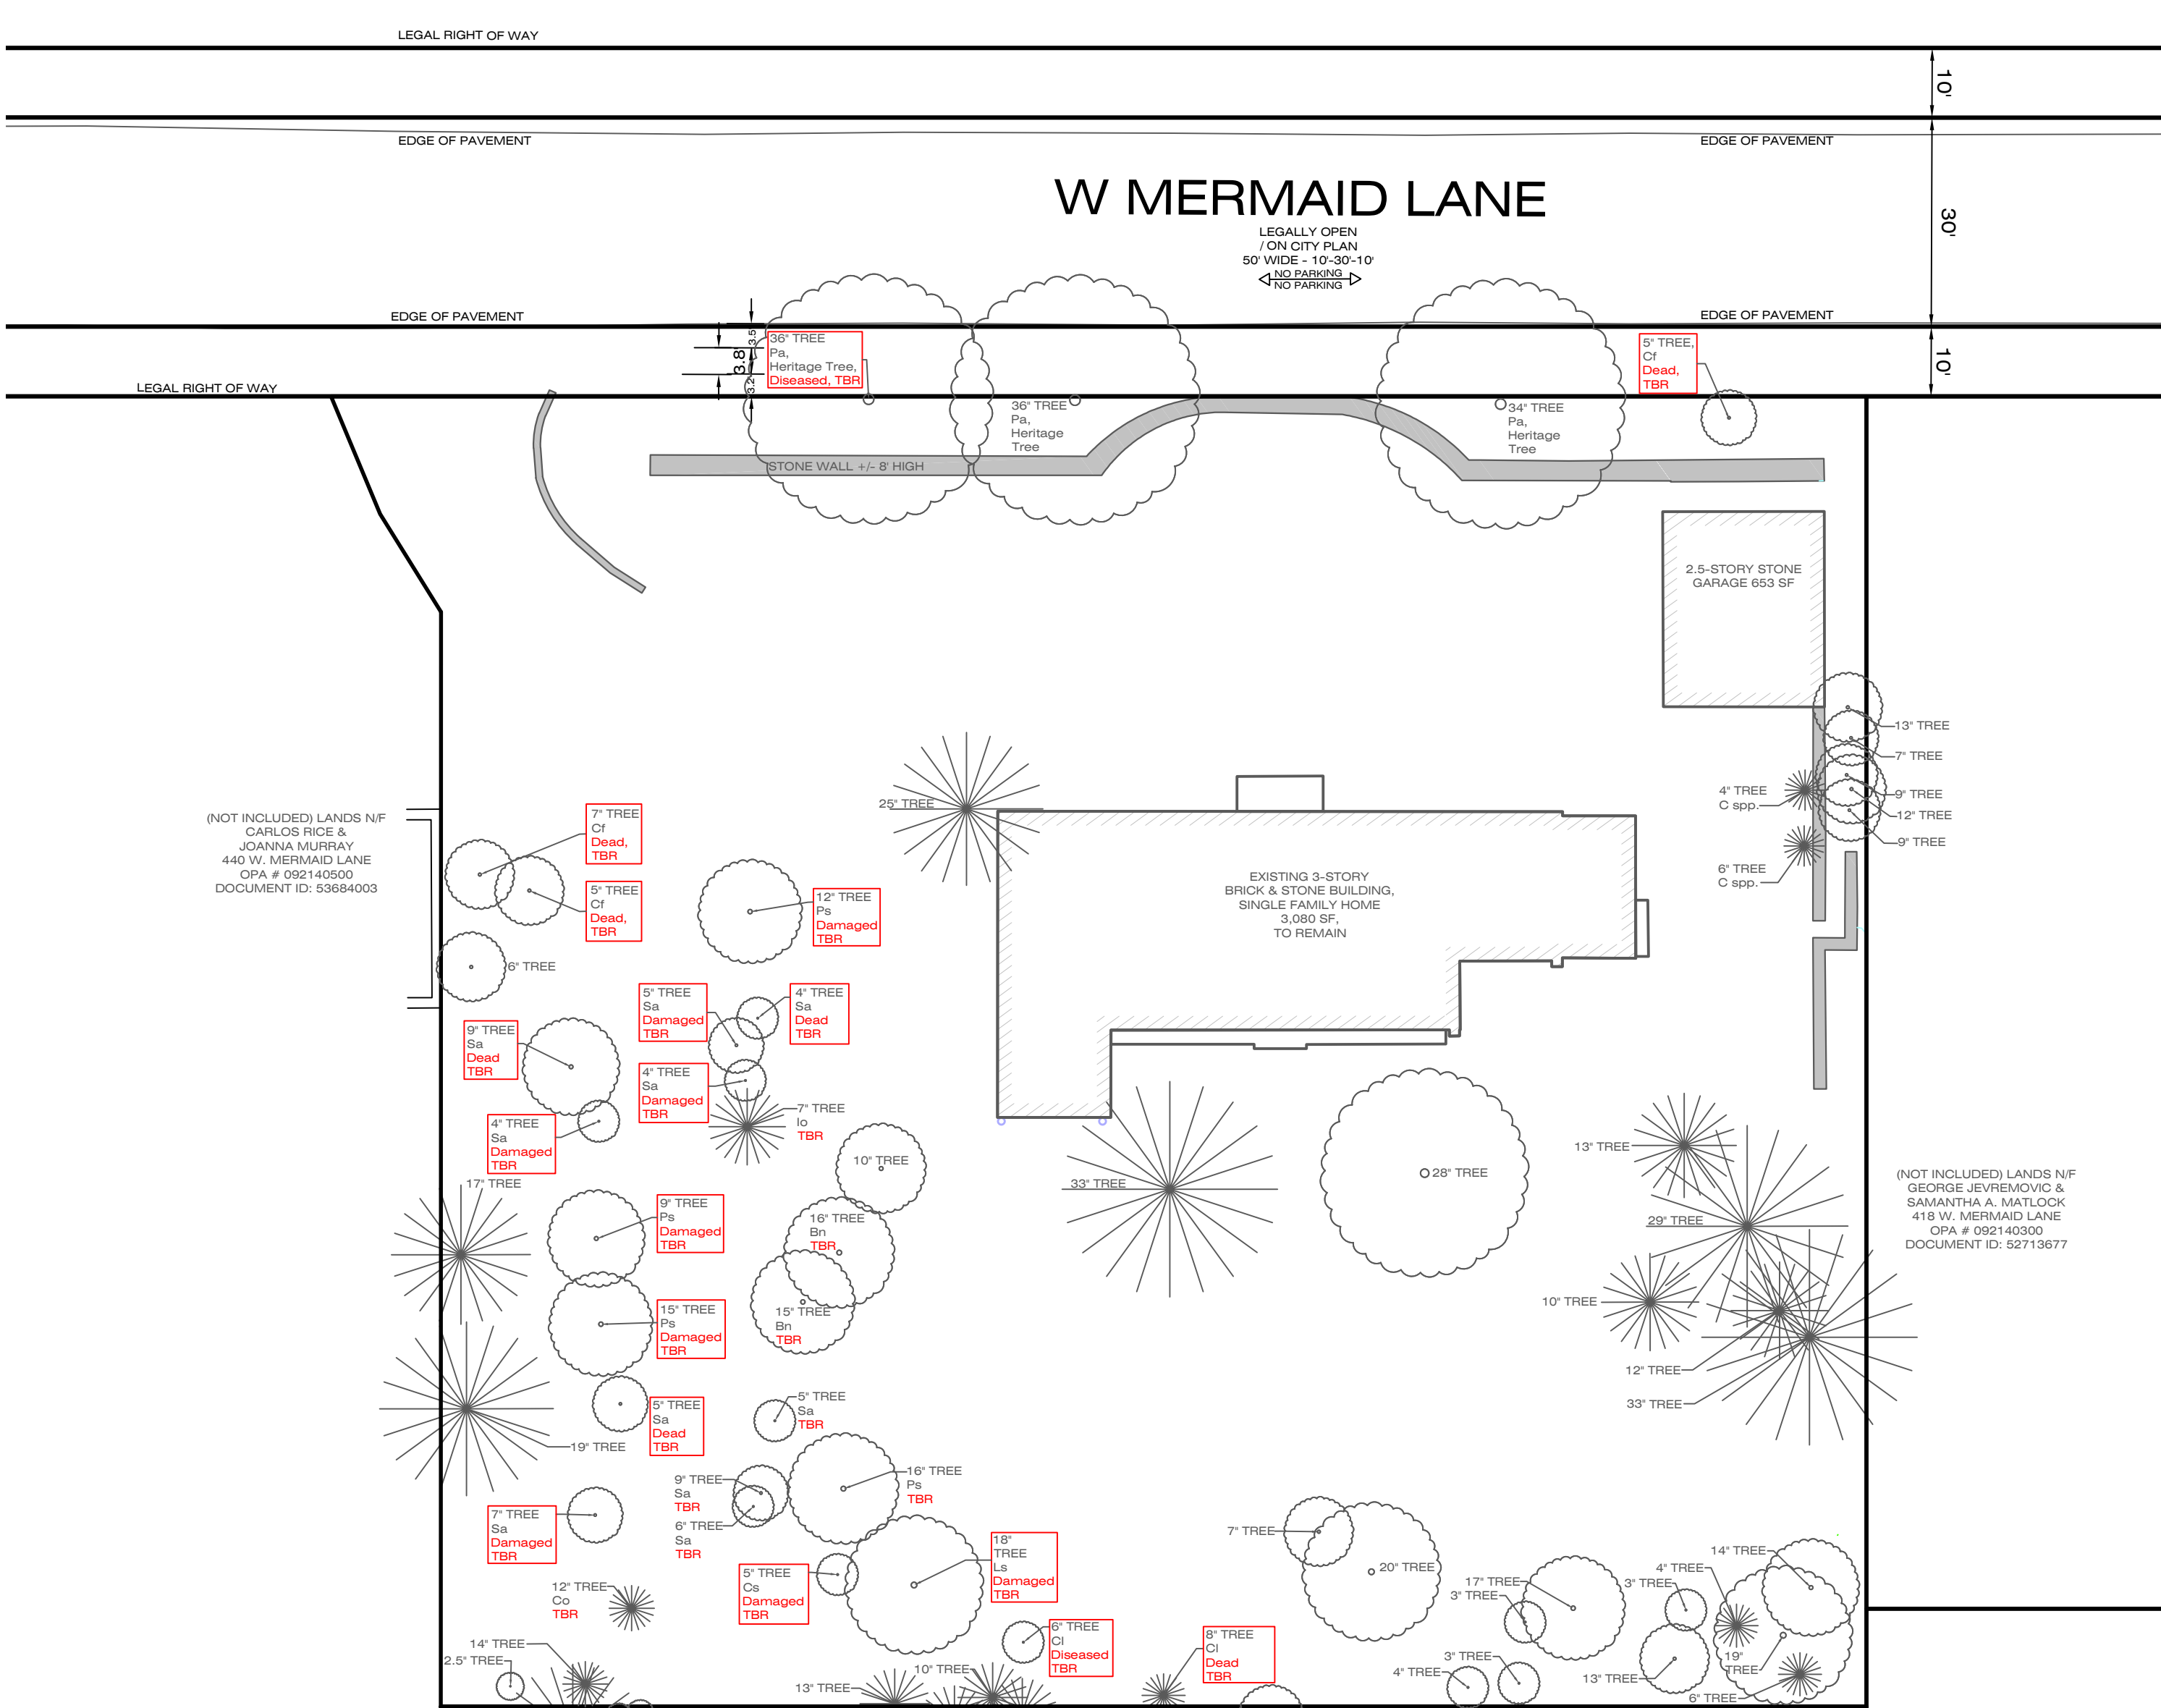 LEGAL RIGHT OF WAY
10'
EDGE OF PAVEMENT
EDGE OF PAVEMENT
W MERMAID LANE
30'
LEGALLY OPEN
/ ON CITY PLAN
50' WIDE - 10'-30'-10'
NO PARKING
NO PARKING
EDGE OF PAVEMENT
EDGE OF PAVEMENT
3.5'
3.8'
3.2'
36" TREE
Pa,
Heritage Tree,
Diseased, TBR
5" TREE,
Cf
Dead,
TBR
10'
LEGAL RIGHT OF WAY
36" TREE
Pa,
Heritage
Tree
34" TREE
Pa,
Heritage
Tree
STONE WALL +/- 8' HIGH
2.5-STORY STONE
GARAGE 653 SF
13" TREE
7" TREE
4" TREE
C spp.
9" TREE
12" TREE
9" TREE
6" TREE
C spp.
25" TREE
(NOT INCLUDED) LANDS N/F
CARLOS RICE &
JOANNA MURRAY
440 W. MERMAID LANE
OPA # 092140500
DOCUMENT ID: 53684003
7" TREE
Cf
Dead,
TBR
5" TREE
Cf
Dead,
TBR
12" TREE
Ps
Damaged
TBR
EXISTING 3-STORY
BRICK & STONE BUILDING,
SINGLE FAMILY HOME
3,080 SF,
TO REMAIN
6" TREE
5" TREE
Sa
Damaged
TBR
4" TREE
Sa
Dead
TBR
9" TREE
Sa
Dead
TBR
4" TREE
Sa
Damaged
TBR
7" TREE
Io
TBR
4" TREE
Sa
Damaged
TBR
10" TREE
17" TREE
33" TREE
28" TREE
13" TREE
29" TREE
(NOT INCLUDED) LANDS N/F
GEORGE JEVREMOVIC &
SAMANTHA A. MATLOCK
418 W. MERMAID LANE
OPA # 092140300
DOCUMENT ID: 52713677
9" TREE
Ps
Damaged
TBR
16" TREE
Bn
TBR
15" TREE
Ps
Damaged
TBR
15" TREE
Bn
TBR
10" TREE
12" TREE
33" TREE
5" TREE
Sa
Dead
TBR
5" TREE
Sa
TBR
19" TREE
9" TREE
Sa
TBR
16" TREE
Ps
TBR
6" TREE
Sa
TBR
7" TREE
Sa
Damaged
TBR
18"
TREE
Ls
Damaged
TBR
5" TREE
Cs
Damaged
TBR
12" TREE
Co
TBR
7" TREE
20" TREE
14" TREE
4" TREE
3" TREE
17" TREE
3" TREE
6" TREE
Cl
Diseased
TBR
8" TREE
Cl
Dead
TBR
14" TREE
2.5" TREE
10" TREE
13" TREE
3" TREE
4" TREE
13" TREE
19"
TREE
6" TREE